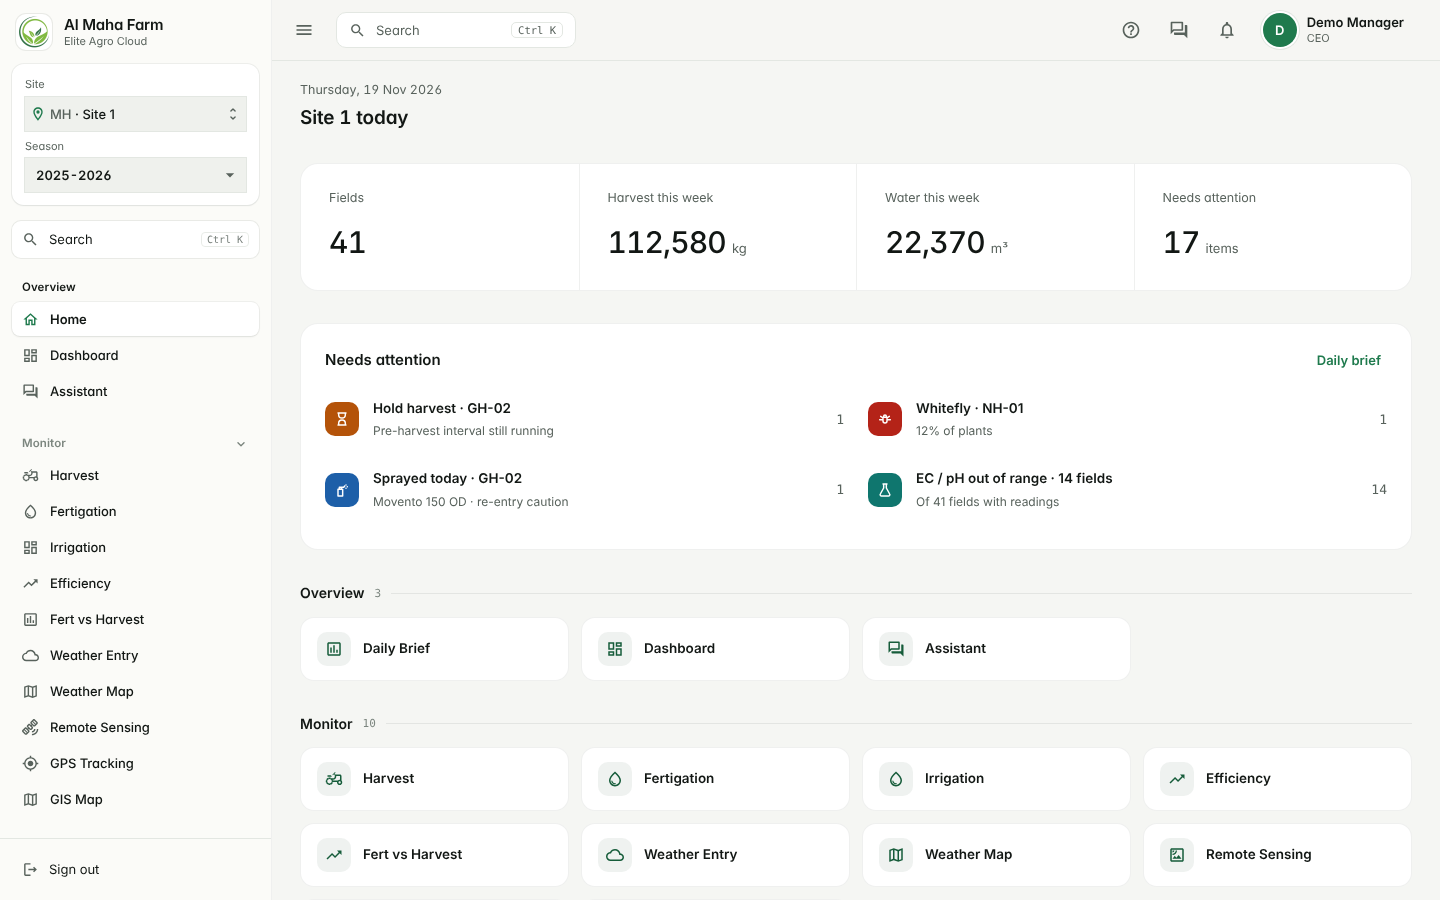 Al Maha Farm
Elite Agro Cloud
Site
MH · Site 1
Season
2025-2026
Search
Ctrl K
Overview
Home
Dashboard
Assistant
Monitor
Harvest
Fertigation
Irrigation
Efficiency
Fert vs Harvest
Weather Entry
Weather Map
Remote Sensing
GPS Tracking
GIS Map
Sign out
Search
Ctrl K
D
Demo Manager
CEO
Thursday, 19 Nov 2026
Site 1 today
Fields
41
Harvest this week
112,580 kg
Water this week
22,370 m³
Needs attention
17 items
Needs attention
Daily brief
Hold harvest · GH-02
Pre-harvest interval still running
1
Whitefly · NH-01
12% of plants
1
Sprayed today · GH-02
Movento 150 OD · re-entry caution
1
EC / pH out of range · 14 fields
Of 41 fields with readings
14
Overview 3
Daily Brief
Dashboard
Assistant
Monitor 10
Harvest
Fertigation
Irrigation
Efficiency
Fert vs Harvest
Weather Entry
Weather Map
Remote Sensing